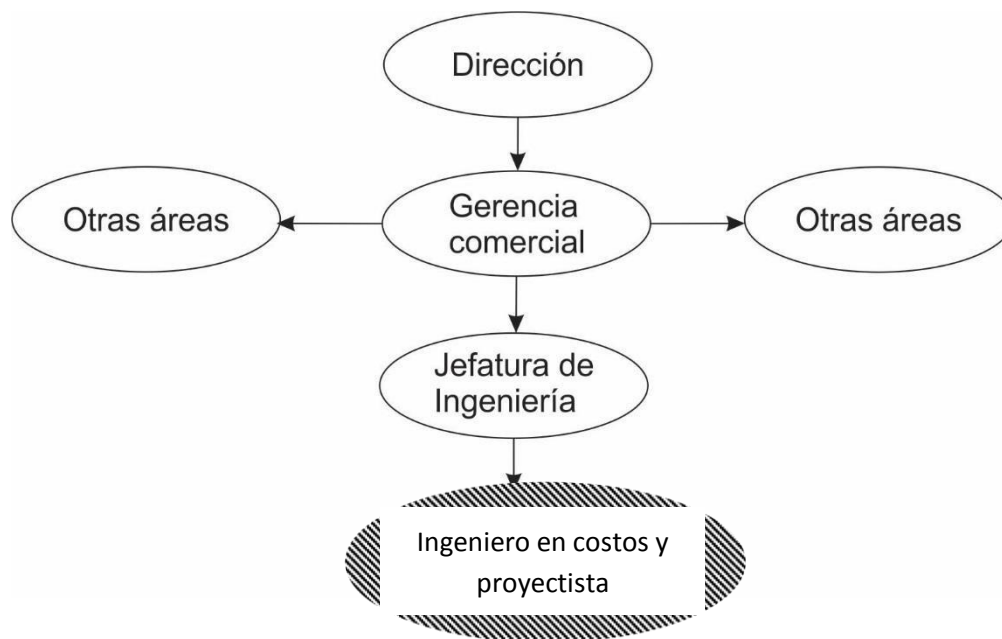 Dirección
Otras áreas
Gerencia
comercial
Otras áreas
Jefatura de
Ingeniería
Ingeniero en costos y
proyectista